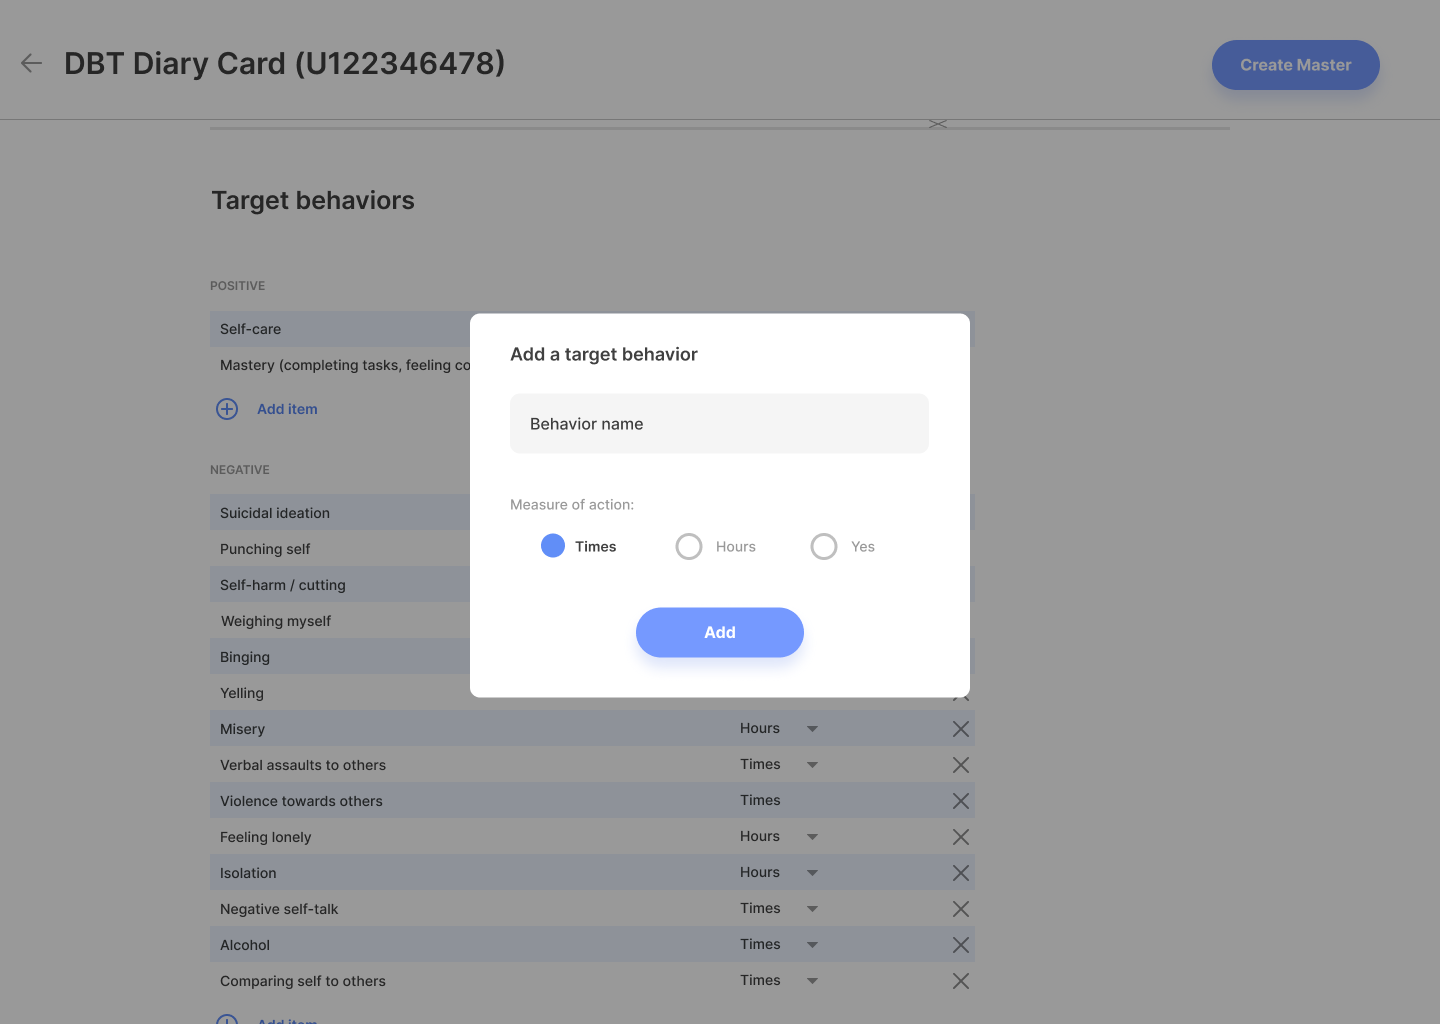 DBT Diary Card (U122346478)
Create Master
Target behaviors
POSITIVE
Self-care
Mastery (completing tasks, feeling co
Add item
NEGATIVE
Suicidal ideation
Punching self
Self-harm / cutting
Weighing myself
Binging
Yelling
Add a target behavior
Behavior name
Measure of action:
Times Hours Yes
Add
Misery Hours
Verbal assaults to others Times
Violence towards others Times
Feeling lonely Hours
Isolation Hours
Negative self-talk Times
Alcohol Times
Comparing self to others Times
Add item